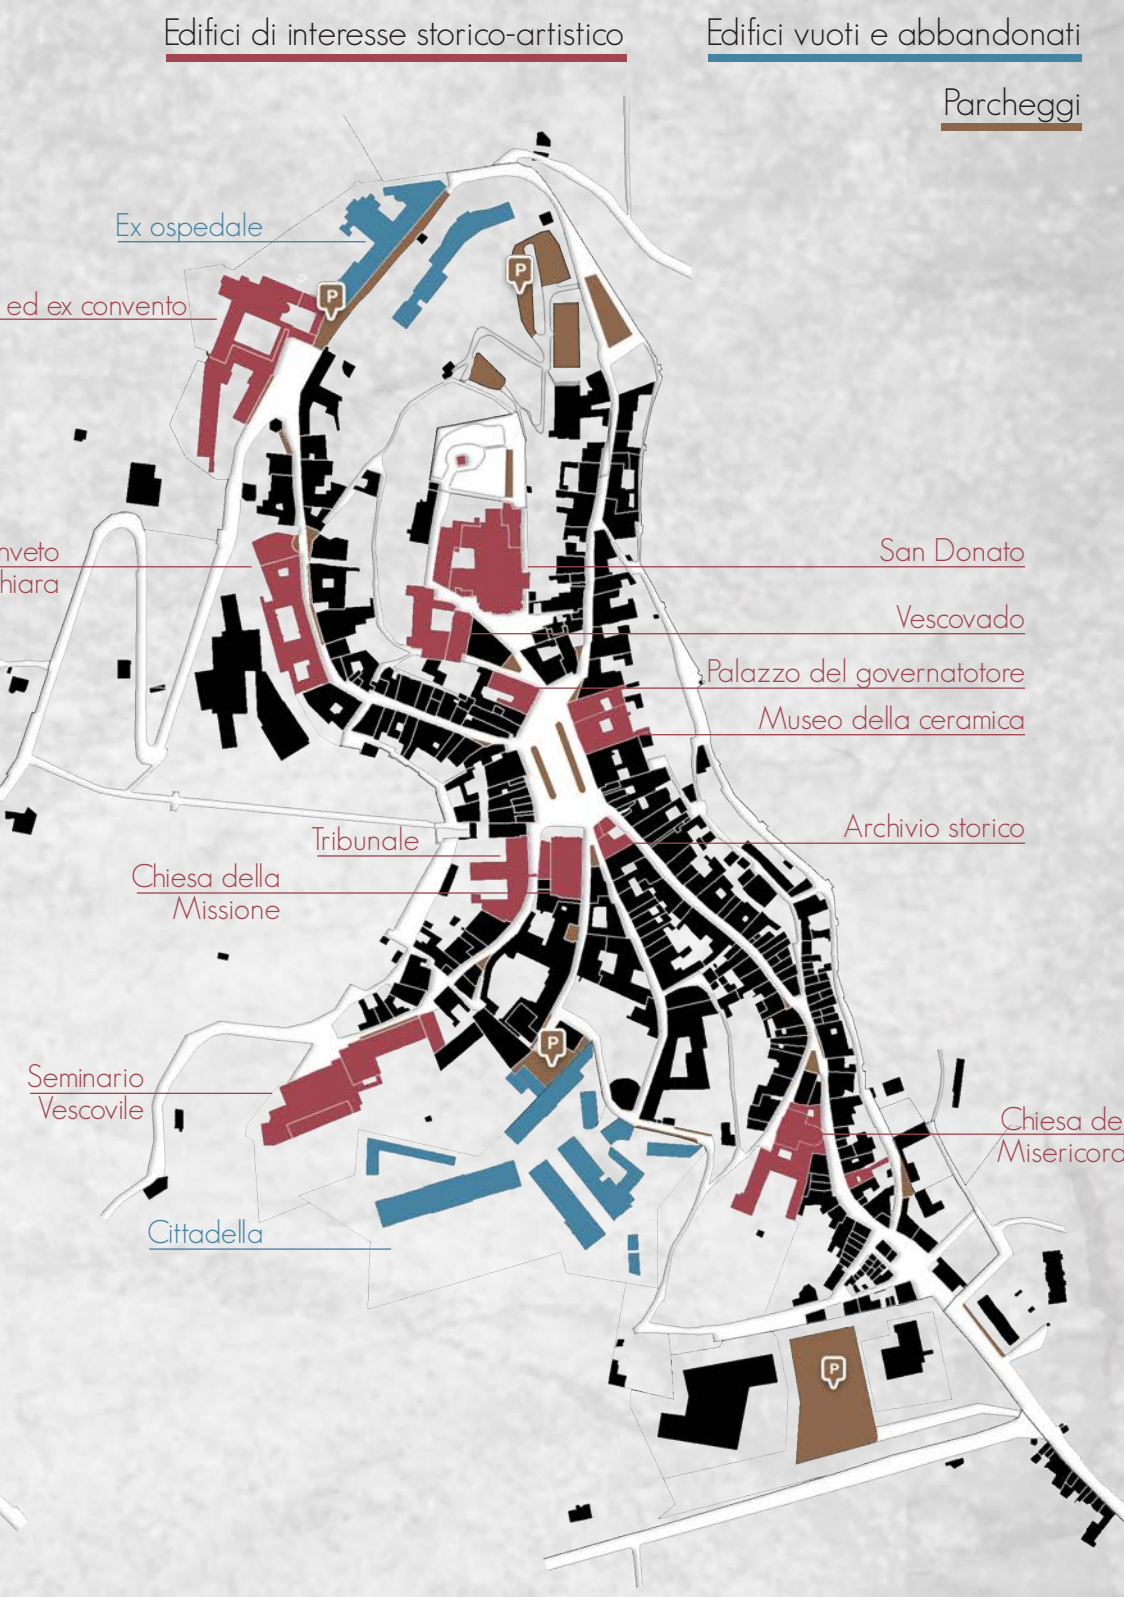 Edifici di interesse storico-artistico
Edifici vuoti e abbandonati
Parcheggi
Ex ospedale
P
P
ed ex convento
nveto
hiara
San Donato
Vescovado
Palazzo del governatotore
Museo della ceramica
Archivio storico
Tribunale
Chiesa della
Missione
P
Seminario
Vescovile
Chiesa de
Misericord
Cittadella
P